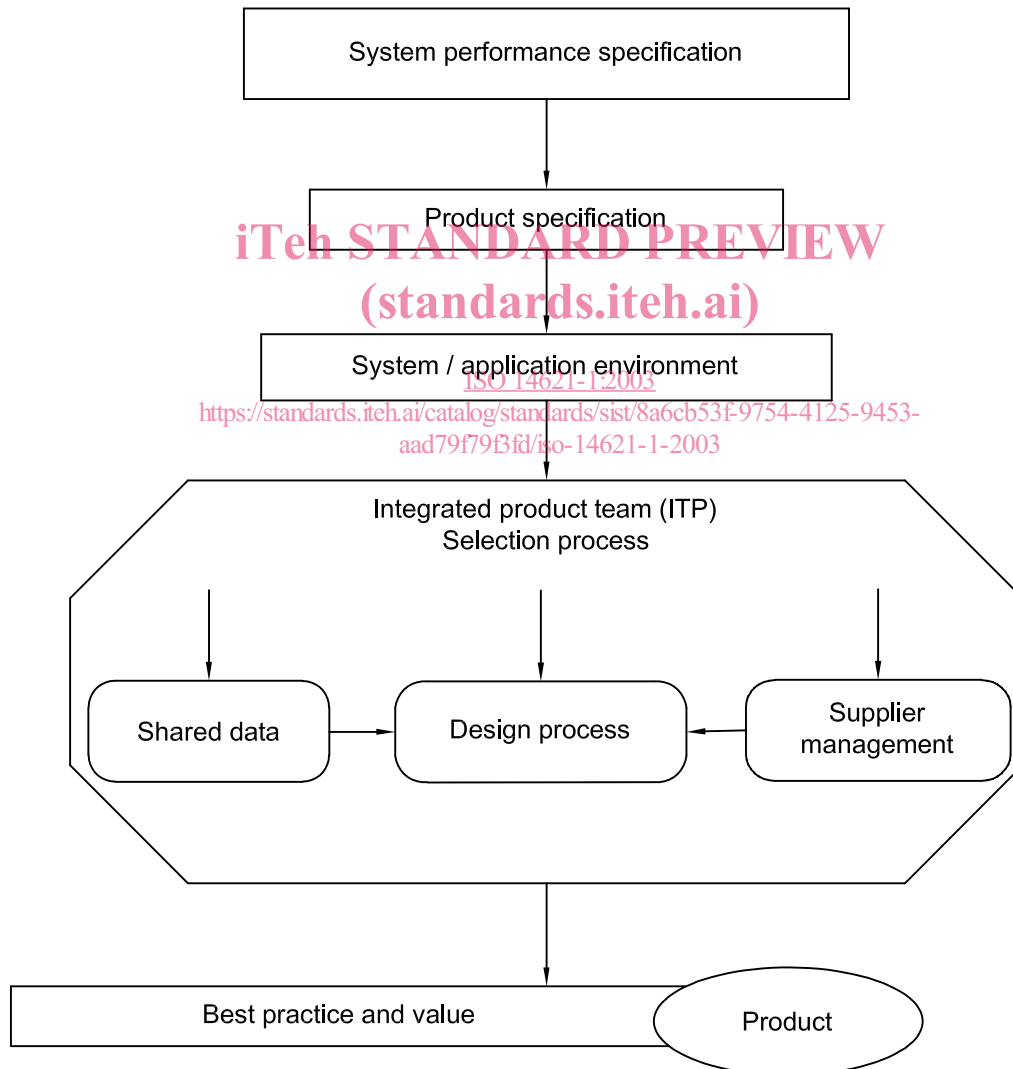 System performance specification
Product specification
iTeh STANDARD PREVIEW
(standards.iteh.ai)
System / application environment
ISO 14621-1:2003
https://standards.iteh.ai/catalog/standards/sist/8a6cb53f-9754-4125-9453-
aad79f79f3fd/iso-14621-1-2003
Integrated product team (ITP)
Selection process
Shared data
Design process
Supplier
management
Best practice and value
Product